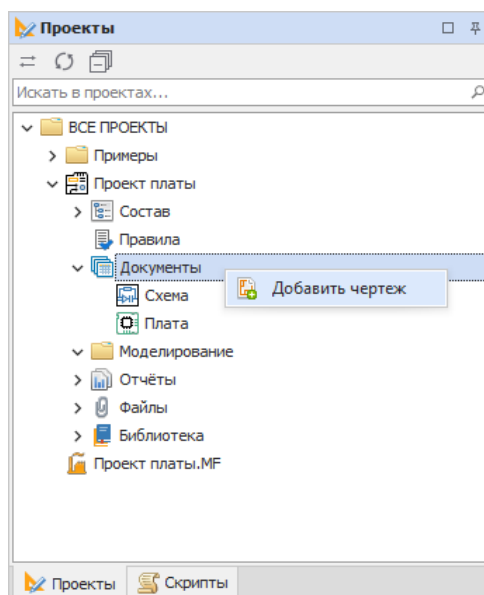 Проекты
Искать в проектах...
ВСЕ ПРОЕКТЫ
Примеры
Проект платы
Состав
Правила
Документы
Добавить чертеж
Схема
Плата
Моделирование
Отчёты
Файлы
Библиотека
Проект платы.MF
Проекты Скрипты